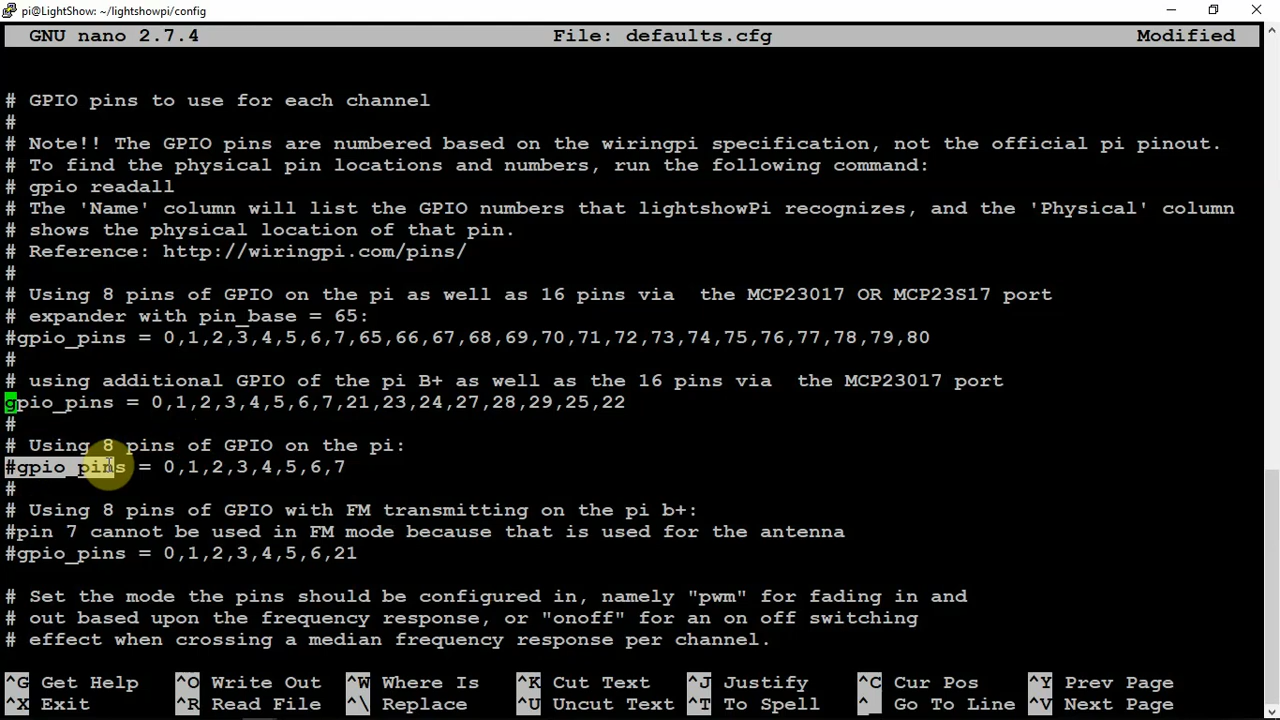 pi@LightShow: ~/lightshowpi/config
GNU nano 2.7.4 File: defaults.cfg Modified
# GPIO pins to use for each channel
#
# Note!! The GPIO pins are numbered based on the wiringpi specification, not the official pi pinout.
# To find the physical pin locations and numbers, run the following command:
# gpio readall
# The 'Name' column will list the GPIO numbers that lightshowPi recognizes, and the 'Physical' column
# shows the physical location of that pin.
# Reference: http://wiringpi.com/pins/
#
# Using 8 pins of GPIO on the pi as well as 16 pins via  the MCP23017 OR MCP23S17 port
# expander with pin_base = 65:
#gpio_pins = 0,1,2,3,4,5,6,7,65,66,67,68,69,70,71,72,73,74,75,76,77,78,79,80
#
# using additional GPIO of the pi B+ as well as the 16 pins via  the MCP23017 port
gpio_pins = 0,1,2,3,4,5,6,7,21,23,24,27,28,29,25,22
#
# Using 8 pins of GPIO on the pi:
#gpio_pins = 0,1,2,3,4,5,6,7
#
# Using 8 pins of GPIO with FM transmitting on the pi b+:
#pin 7 cannot be used in FM mode because that is used for the antenna
#gpio_pins = 0,1,2,3,4,5,6,21
# Set the mode the pins should be configured in, namely "pwm" for fading in and
# out based upon the frequency response, or "onoff" for an on off switching
# effect when crossing a median frequency response per channel.
^G Get Help ^O Write Out ^W Where Is ^K Cut Text ^J Justify ^C Cur Pos ^Y Prev Page
^X Exit ^R Read File ^\ Replace ^U Uncut Text ^T To Spell ^_ Go To Line ^V Next Page